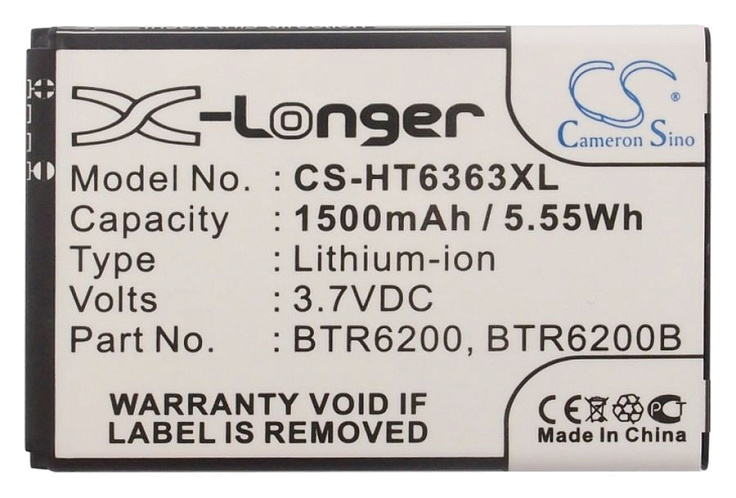 X-Longer
CS
®
Cameron Sino
Model No. : CS-HT6363XL
Capacity : 1500mAh / 5.55Wh
Type : Lithium-ion
Volts : 3.7VDC
Part No. : BTR6200, BTR6200B
WARRANTY VOID IF
LABEL IS REMOVED
CE
Made in China